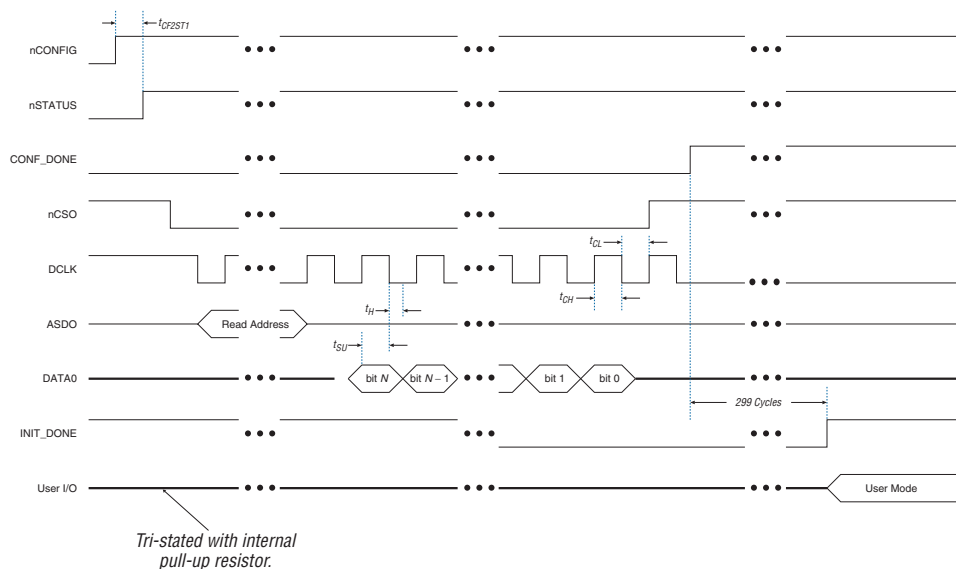 tCF2ST1
nCONFIG
nSTATUS
CONF_DONE
nCSO
tCL
DCLK
tH
tCH
ASDO
Read Address
tSU
DATA0
bit N
bit N – 1
bit 1
bit 0
299 Cycles
INIT_DONE
User I/O
User Mode
Tri-stated with internal
pull-up resistor.